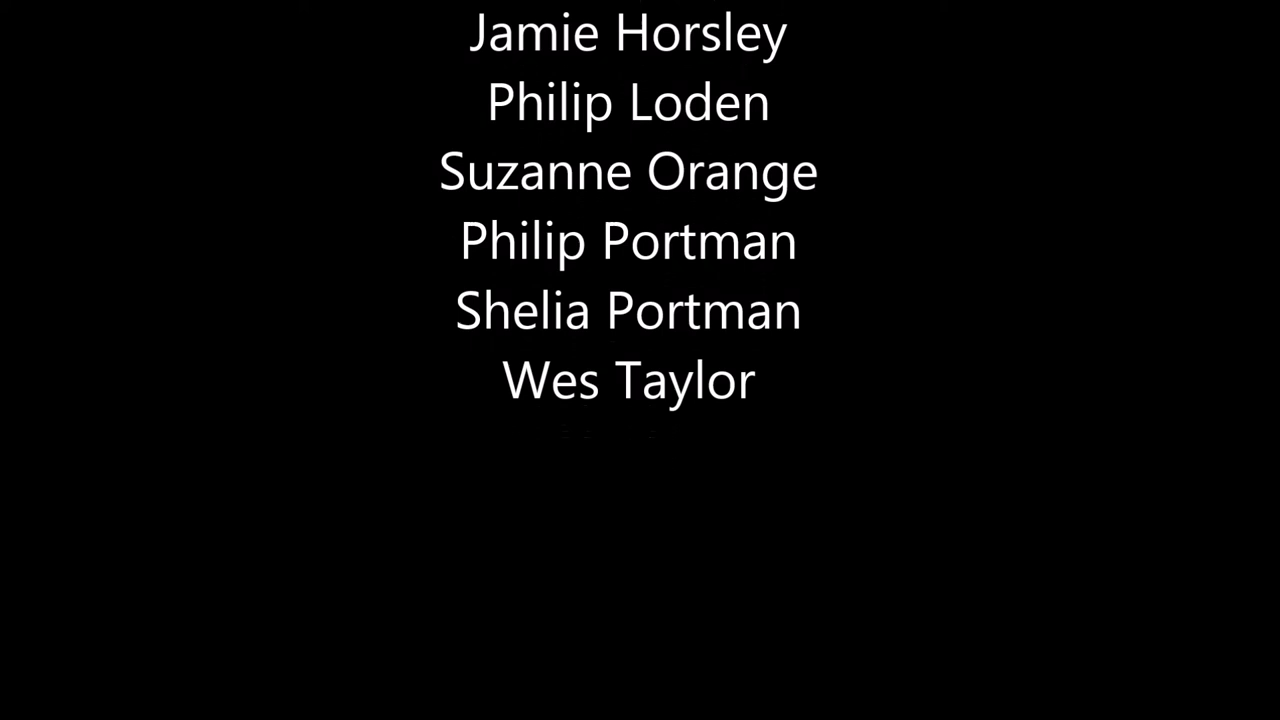 Jamie Horsley
Philip Loden
Suzanne Orange
Philip Portman
Shelia Portman
Wes Taylor